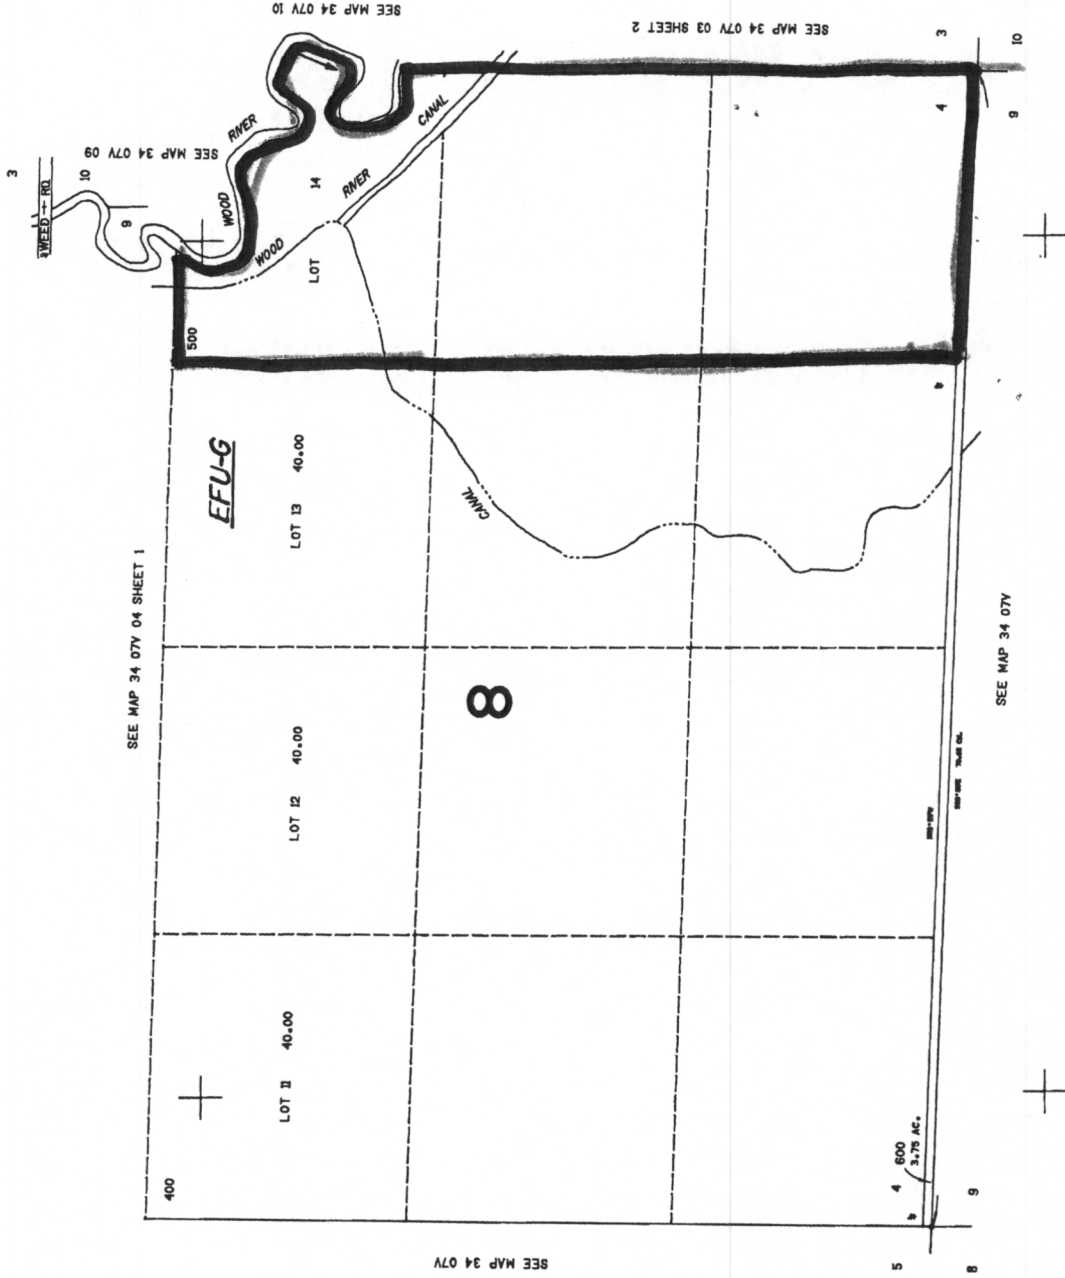 SEE MAP 34 07V 10
SEE MAP 34 07V 03 SHEET 2
3
10
3
4
9
SEE MAP 34 07V 09
10
9
RIVER
WOOD
14
LOT
RIVER
CANAL
WOOD
500
EFU-G
LOT 13 40.00
CANAL
SEE MAP 34 07V 04 SHEET 1
8
LOT 12 40.00
SEE MAP 34 07V
LOT 11 40.00
400
4
600
3.75 AC.
9
SEE MAP 34 07V
5
8